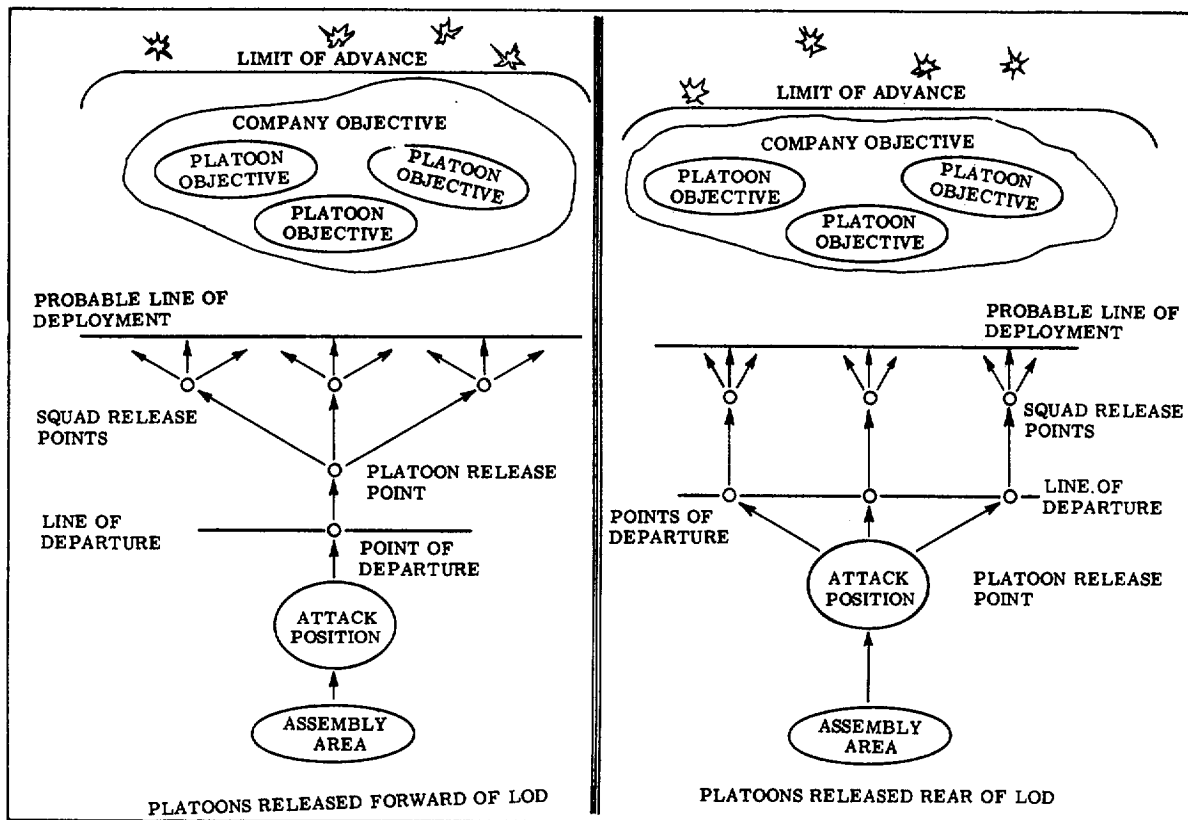 LIMIT OF ADVANCE
COMPANY OBJECTIVE
PLATOON
OBJECTIVE
PLATOON
OBJECTIVE
PLATOON
OBJECTIVE
PROBABLE LINE OF
DEPLOYMENT
SQUAD RELEASE
POINTS
PLATOON RELEASE
POINT
LINE OF
DEPARTURE
POINT OF
DEPARTURE
ATTACK
POSITION
ASSEMBLY
AREA
PLATOONS RELEASED FORWARD OF LOD
LIMIT OF ADVANCE
COMPANY OBJECTIVE
PLATOON
OBJECTIVE
PLATOON
OBJECTIVE
PLATOON
OBJECTIVE
PROBABLE LINE OF
DEPLOYMENT
SQUAD RELEASE
POINTS
LINE. OF
DEPARTURE
POINTS OF
DEPARTURE
ATTACK
POSITION
PLATOON RELEASE
POINT
ASSEMBLY
AREA
PLATOONS RELEASED REAR OF LOD